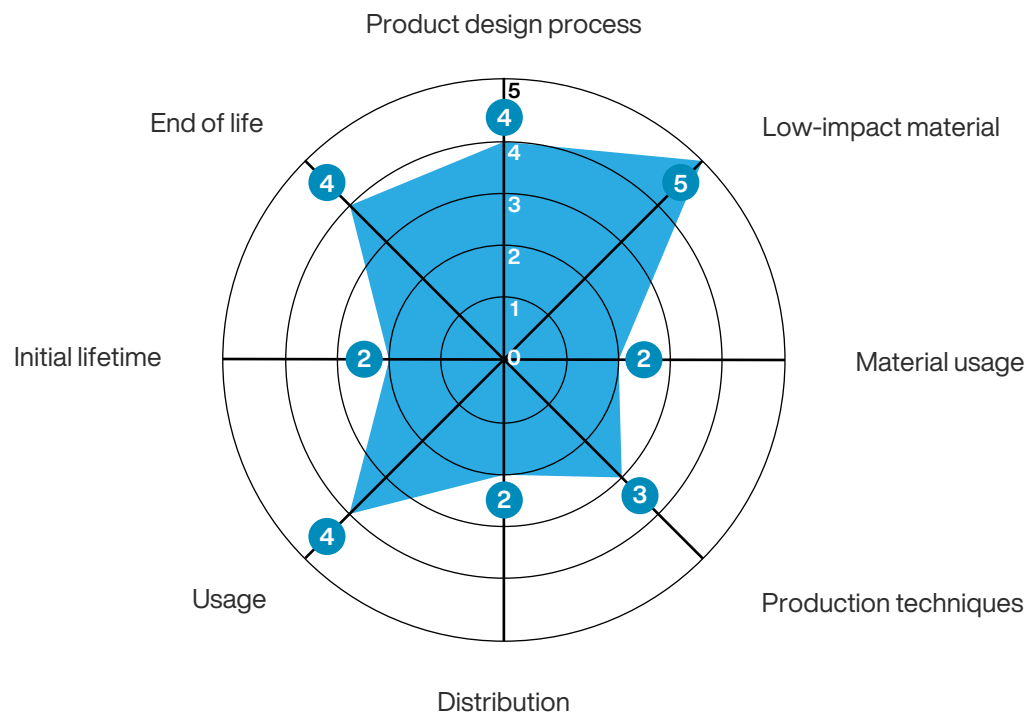 Product design process
5
4
End of life
Low-impact material
4
4
5
3
2
1
Initial lifetime
2
0
2
Material usage
3
2
4
Usage
Production techniques
Distribution